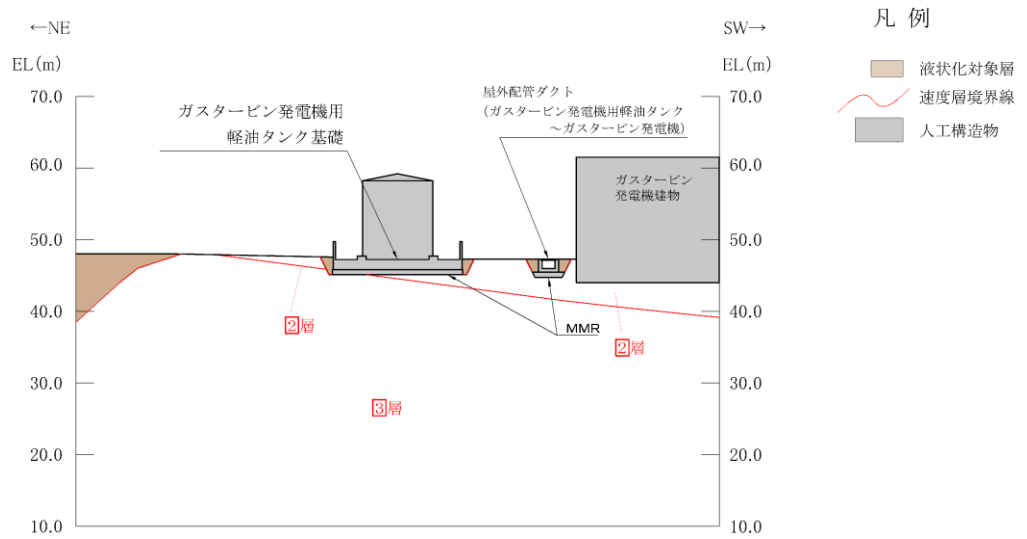 ←NE
SW→
凡 例
EL(m)
EL(m)
液状化対象層
速度層境界線
人工構造物
70.0
70.0
屋外配管ダクト
(ガスタービン発電機用軽油タンク
～ガスタービン発電機)
ガスタービン発電機用
軽油タンク基礎
60.0
60.0
ガスタービン
発電機建物
50.0
50.0
40.0
40.0
②層
MMR
②層
30.0
30.0
③層
20.0
20.0
10.0
10.0